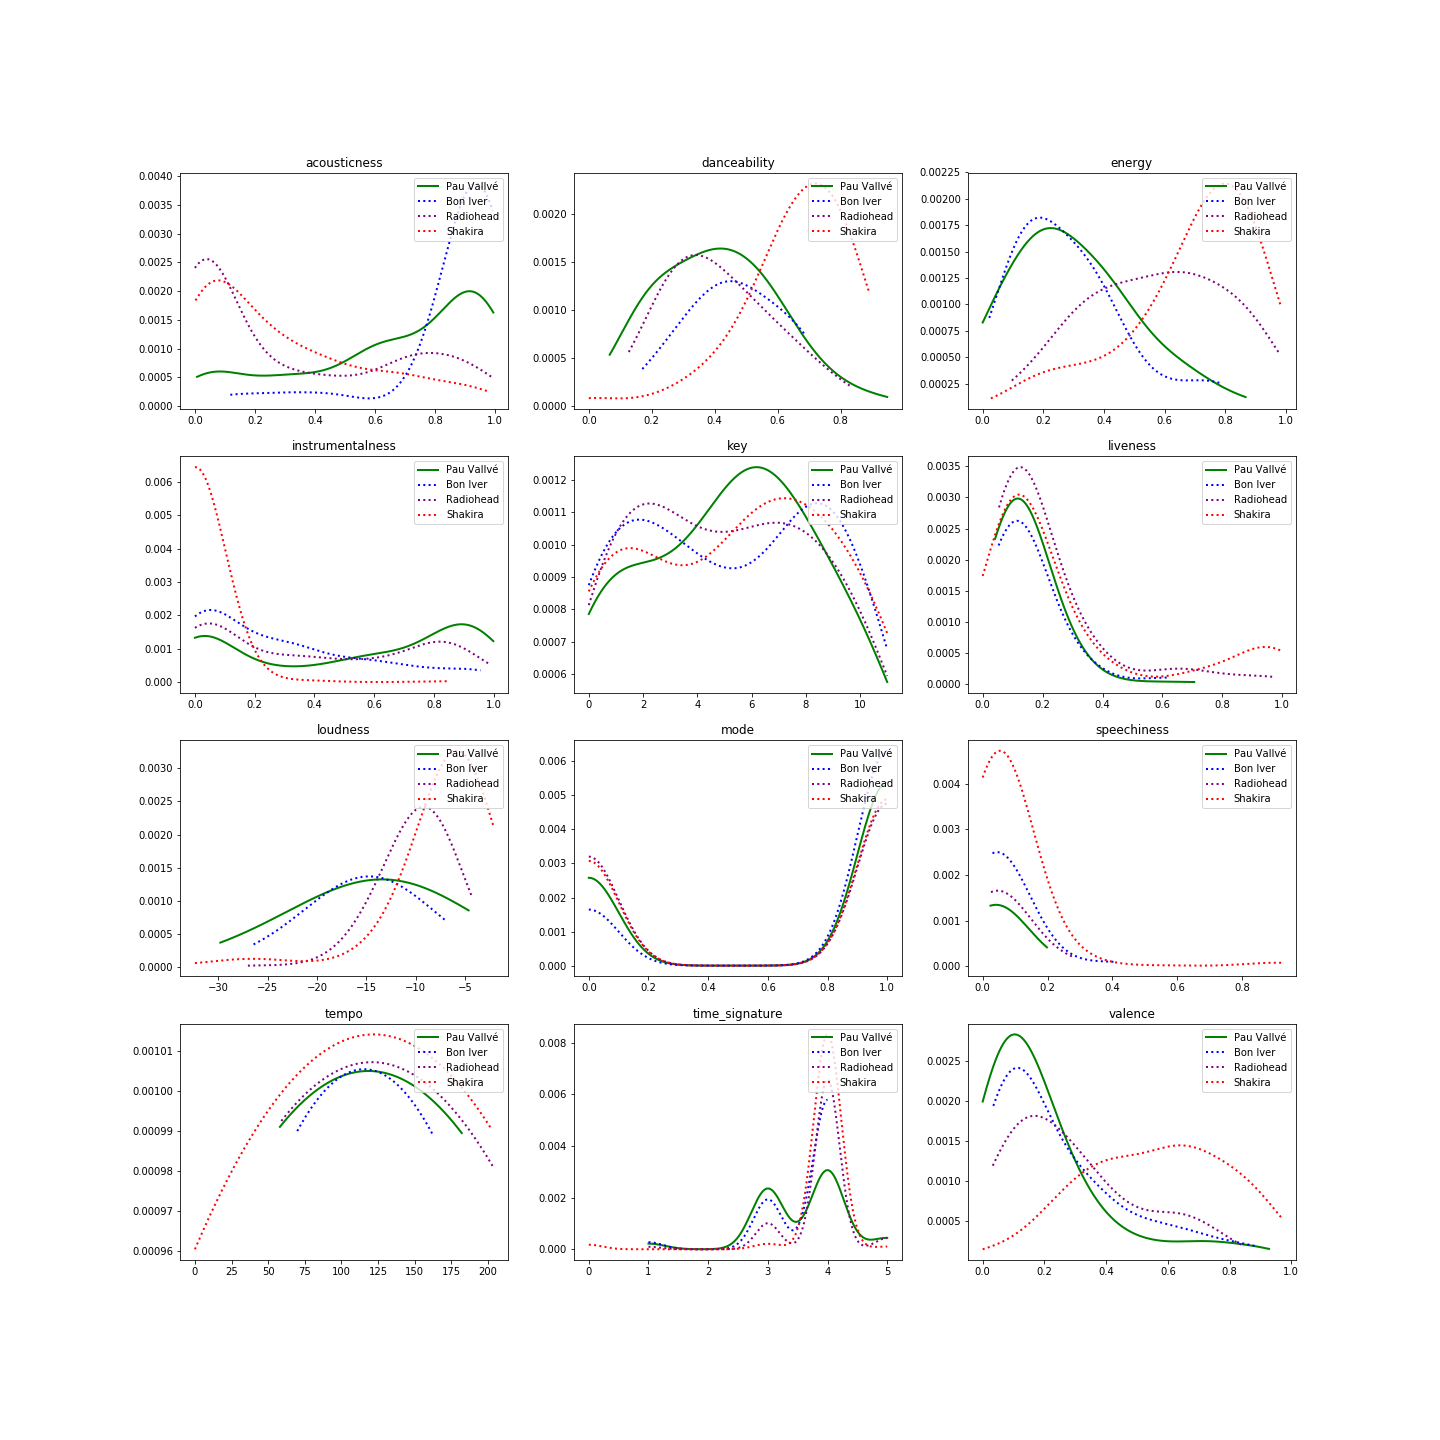 acousticness
0.0040
0.0035
0.0030
0.0025
0.0020
0.0015
0.0010
0.0005
0.0000
0.0 0.2 0.4 0.6 0.8 1.0
Pau Vallvé
Bon Iver
Radiohead
Shakira
danceability
0.0020
0.0015
0.0010
0.0005
0.0000
0.0 0.2 0.4 0.6 0.8
Pau Vallvé
Bon Iver
Radiohead
Shakira
energy
0.00225
0.00200
0.00175
0.00150
0.00125
0.00100
0.00075
0.00050
0.00025
0.0 0.2 0.4 0.6 0.8 1.0
Pau Vallvé
Bon Iver
Radiohead
Shakira
instrumentalness
0.006
0.005
0.004
0.003
0.002
0.001
0.000
0.0 0.2 0.4 0.6 0.8 1.0
Pau Vallvé
Bon Iver
Radiohead
Shakira
key
0.0012
0.0011
0.0010
0.0009
0.0008
0.0007
0.0006
0 2 4 6 8 10
Pau Vallvé
Bon Iver
Radiohead
Shakira
liveness
0.0035
0.0030
0.0025
0.0020
0.0015
0.0010
0.0005
0.0000
0.0 0.2 0.4 0.6 0.8 1.0
Pau Vallvé
Bon Iver
Radiohead
Shakira
loudness
0.0030
0.0025
0.0020
0.0015
0.0010
0.0005
0.0000
−30 −25 −20 −15 −10 −5
Pau Vallvé
Bon Iver
Radiohead
Shakira
mode
0.006
0.005
0.004
0.003
0.002
0.001
0.000
0.0 0.2 0.4 0.6 0.8 1.0
Pau Vallvé
Bon Iver
Radiohead
Shakira
speechiness
0.004
0.003
0.002
0.001
0.000
0.0 0.2 0.4 0.6 0.8
Pau Vallvé
Bon Iver
Radiohead
Shakira
tempo
0.00101
0.00100
0.00099
0.00098
0.00097
0.00096
0 25 50 75 100 125 150 175 200
Pau Vallvé
Bon Iver
Radiohead
Shakira
time_signature
0.008
0.006
0.004
0.002
0.000
0 1 2 3 4 5
Pau Vallvé
Bon Iver
Radiohead
Shakira
valence
0.0025
0.0020
0.0015
0.0010
0.0005
0.0 0.2 0.4 0.6 0.8 1.0
Pau Vallvé
Bon Iver
Radiohead
Shakira